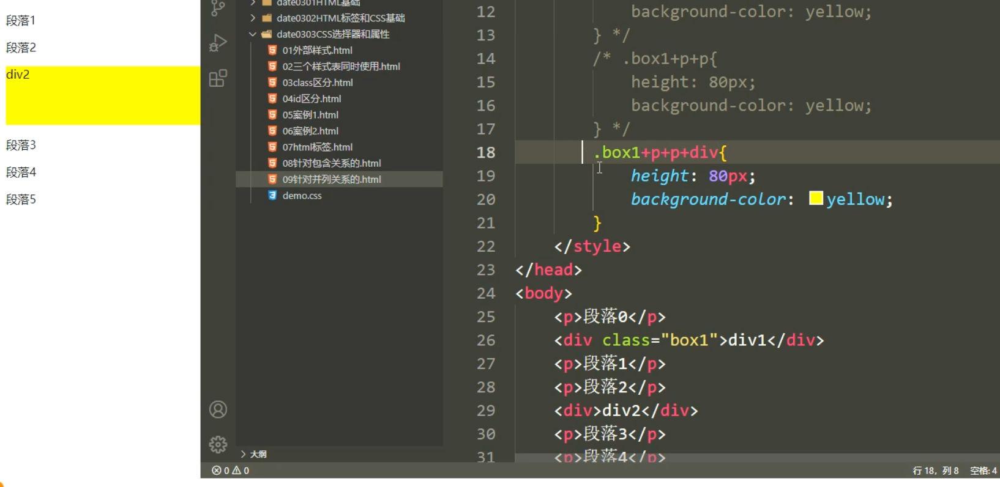 段落1
段落2
div2
段落3
段落4
段落5
date0301HTML基础
date0302HTML标签和CSS基础
date0303CSS选择器和属性
01外部样式.html
02三个样式表同时使用.html
03class区分.html
04id区分.html
05案例1.html
06案例2.html
07html标签.html
08针对包含关系的.html
09针对并列关系的.html
demo.css
大纲
12 background-color: yellow;
13 } */
14 /* .box1+p+p{
15 height: 80px;
16 background-color: yellow;
17 } */
18 .box1+p+p+div{
19 height: 80px;
20 background-color: yellow;
21 }
22 </style>
23 </head>
24 <body>
25 <p>段落0</p>
26 <div class="box1">div1</div>
27 <p>段落1</p>
28 <p>段落2</p>
29 <div>div2</div>
30 <p>段落3</p>
31 <p>段落4</p>
0 0
行 18，列 8 空格: 4